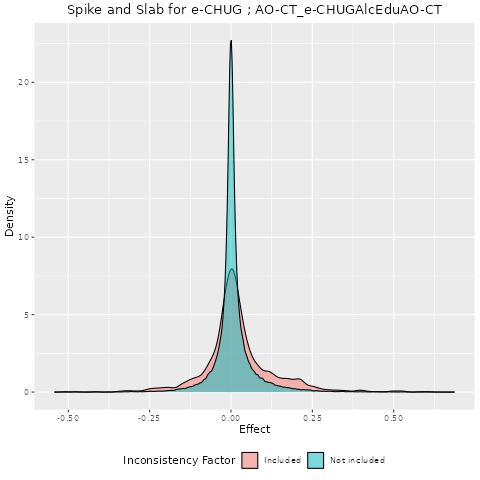 Spike and Slab for e-CHUG ; AO-CT_e-CHUGAlcEduAO-CT
Density
20
15
10
5
0
-0.50 -0.25 0.00 0.25 0.50
Effect
Inconsistency Factor Included Not included